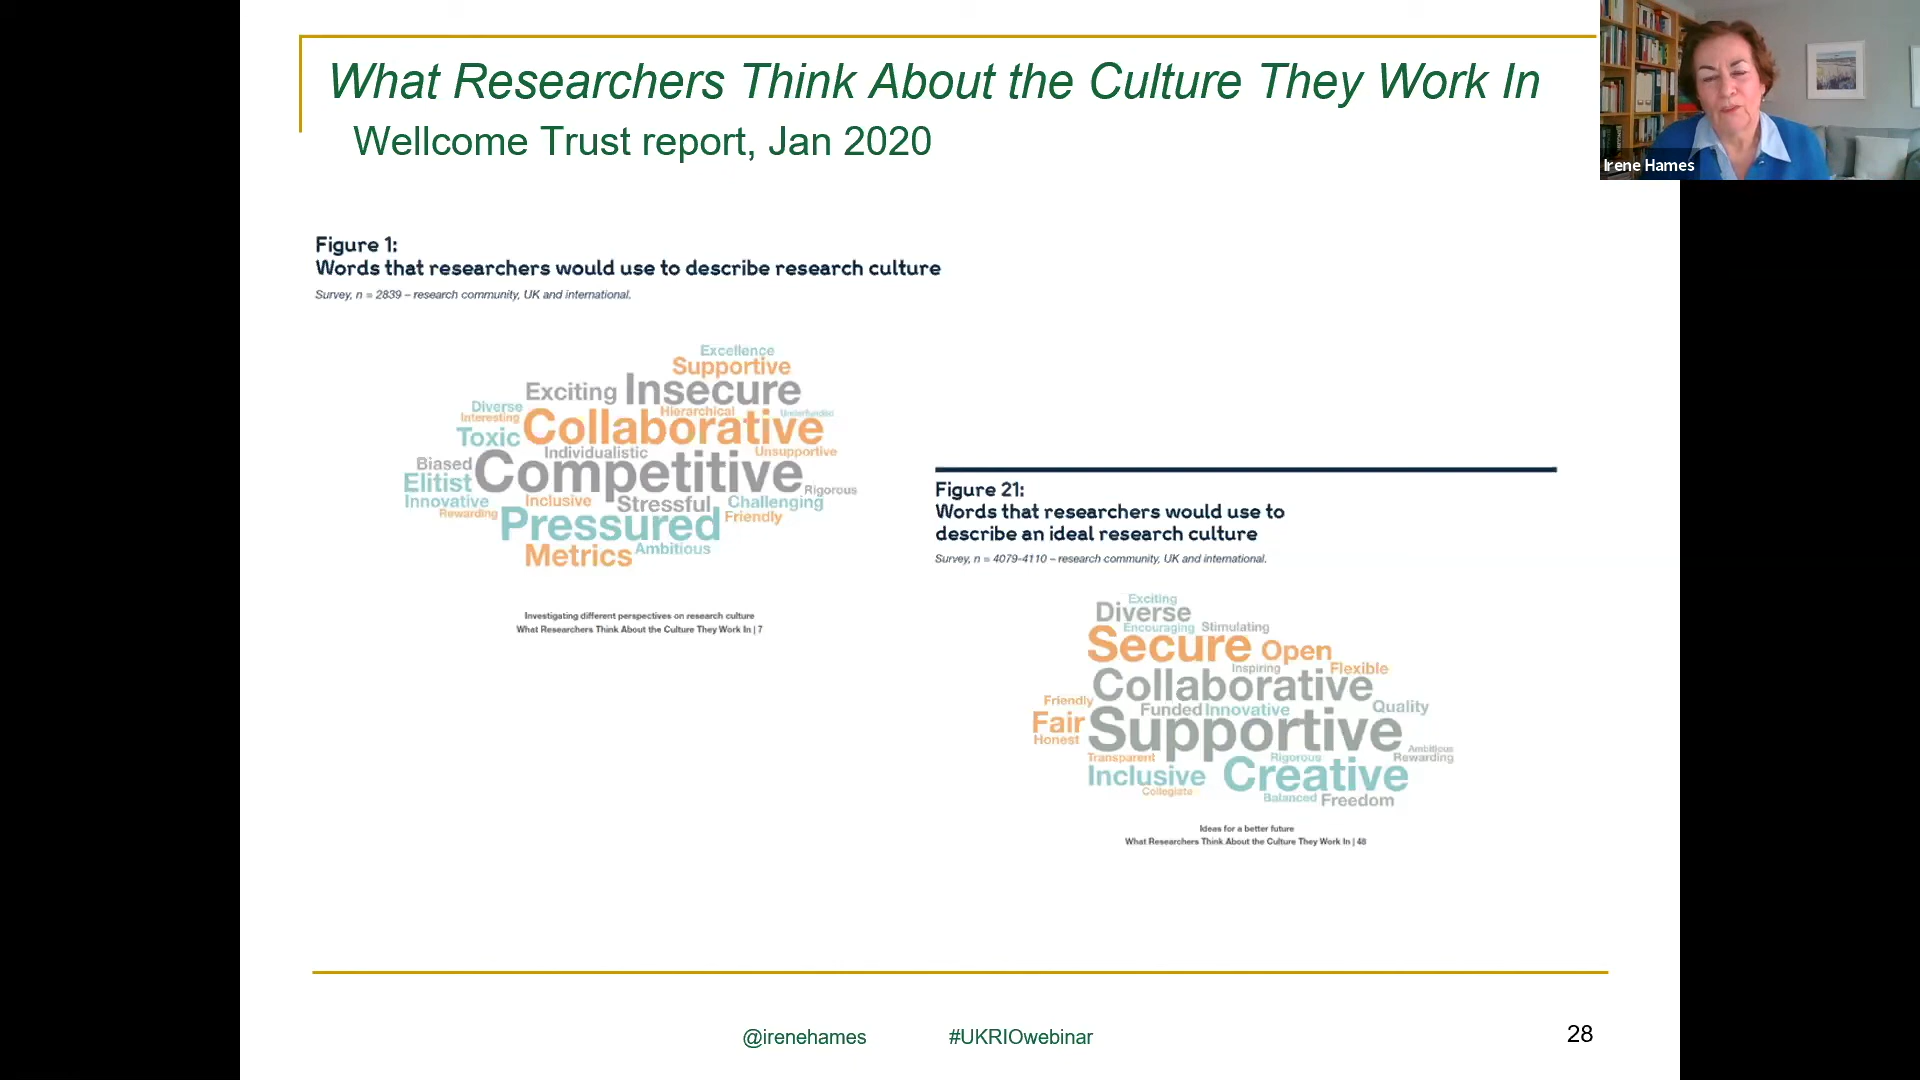 What Researchers Think About the Culture They Work In
Wellcome Trust report, Jan 2020
Irene Hames
Figure 1:
Words that researchers would use to describe research culture
Survey, n = 2839 – research community, UK and international.
Excellence
Supportive
Exciting Insecure
Diverse
Hierarchical
Underfunded
Interesting
Collaborative
Toxic
Individualistic
Unsupportive
Biased
Competitive
Elitist
Rigorous
Innovative
Inclusive
Stressful
Challenging
Rewarding
Pressured
Friendly
Metrics
Ambitious
Investigating different perspectives on research culture
What Researchers Think About the Culture They Work In | 7
Figure 21:
Words that researchers would use to
describe an ideal research culture
Survey, n = 4079-4110 – research community, UK and international.
Exciting
Diverse
Encouraging
Stimulating
Secure
Open
Inspiring
Flexible
Collaborative
Friendly
Funded
Innovative
Quality
Fair
Supportive
Honest
Ambitious
Transparent
Rigorous
Rewarding
Inclusive
Creative
Collegiate
Balanced
Freedom
Ideas for a better future
What Researchers Think About the Culture They Work In | 48
@irenehames
#UKRIOwebinar
28